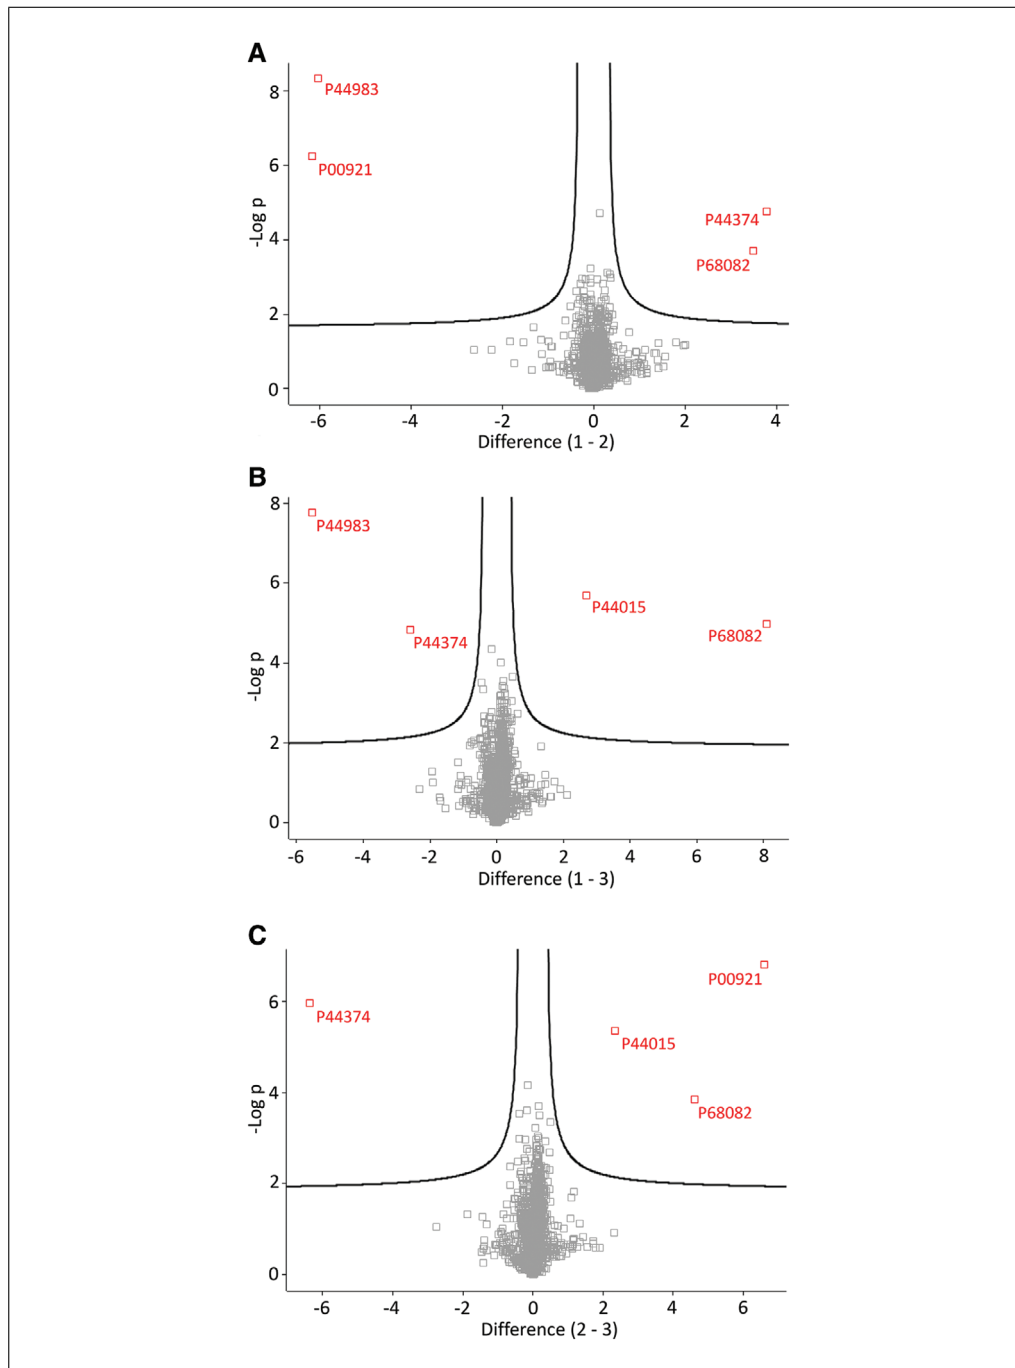 A
P44983
P00921
P44374
P68082
8
6
4
2
0
-Log p
-6 -4 -2 0 2 4
Difference (1 - 2)
B
P44983
P44374
P44015
P68082
8
6
4
2
0
-Log p
-6 -4 -2 0 2 4 6 8
Difference (1 - 3)
C
P00921
P44374
P44015
P68082
6
4
2
0
-Log p
-6 -4 -2 0 2 4 6
Difference (2 - 3)